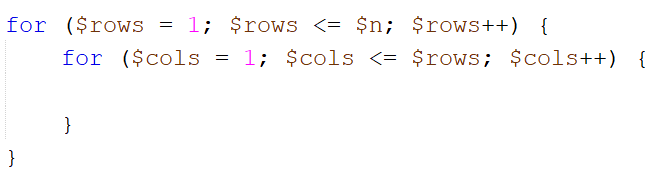 for ($rows = 1; $rows <= $n; $rows++) {
    for ($cols = 1; $cols <= $rows; $cols++) {
    }
}